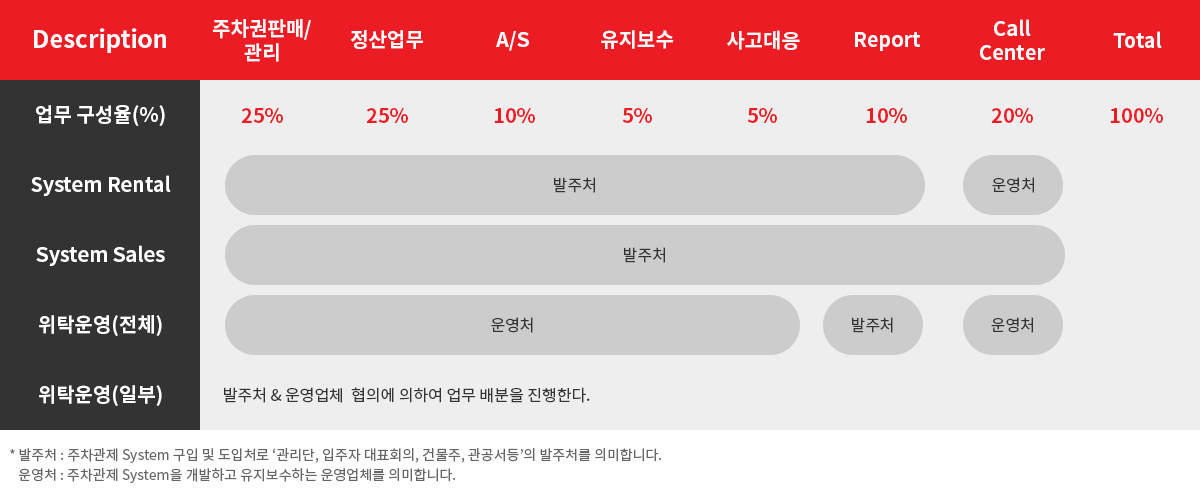 Description 주차권판매/관리 정산업무 A/S 유지보수 사고대응 Report Call Center Total
업무 구성율(%) 25% 25% 10% 5% 5% 10% 20% 100%
System Rental 발주처 운영처
System Sales 발주처
위탁운영(전체) 운영처 발주처 운영처
위탁운영(일부) 발주처 & 운영업체 협의에 의하여 업무 배분을 진행한다.
* 발주처 : 주차관제 System 구입 및 도입처로 ‘관리단, 입주자 대표회의, 건물주, 관공서등’의 발주처를 의미합니다.
운영처 : 주차관제 System을 개발하고 유지보수하는 운영업체를 의미합니다.